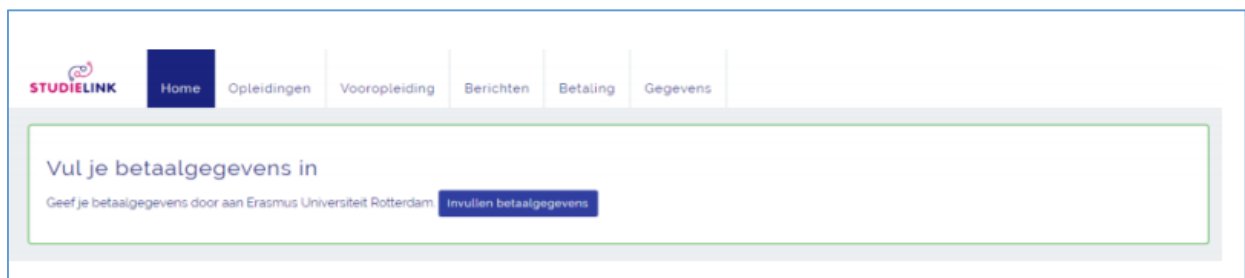 STUDIELINK Home Opleidingen Vooropleiding Berichten Betaling Gegevens
Vul je betaalgegevens in
Geef je betaalgegevens door aan Erasmus Universiteit Rotterdam. Invullen betaalgegevens